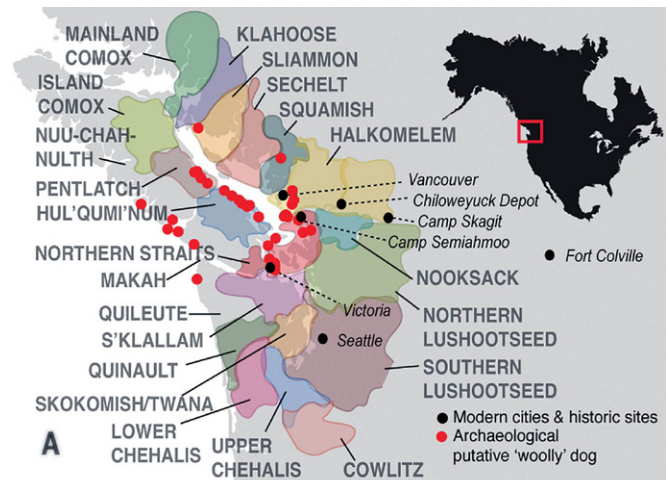 MAINLAND
COMOX
KLAHOOSE
SLIAMMON
ISLAND
COMOX
SECHELT
SQUAMISH
NUU-CHAH-
NULTH
HALKOMELEM
PENTLATCH
Vancouver
HUL'QUMI'NUM
Chiloweyuck Depot
Camp Skagit
Camp Semiahmoo
NORTHERN STRAITS
Fort Colville
MAKAH
NOOKSACK
QUILEUTE
Victoria
NORTHERN
LUSHOOTSEED
S'KLALLAM
Seattle
QUINAULT
SOUTHERN
LUSHOOTSEED
SKOKOMISH/TWANA
LOWER
CHEHALIS
UPPER
CHEHALIS
COWLITZ
Modern cities & historic sites
Archaeological
putative 'woolly' dog
A